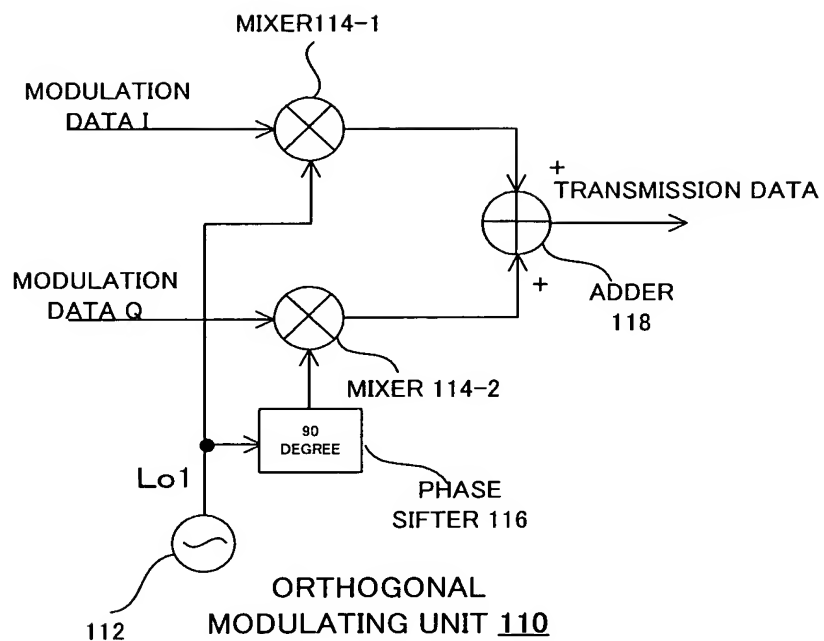 MIXER114-1
MODULATION
DATA I
+
TRANSMISSION DATA
MODULATION
DATA Q
+
ADDER
118
MIXER 114-2
90
DEGREE
Lo1
PHASE
SIFTER 116
112
ORTHOGONAL
MODULATING UNIT 110